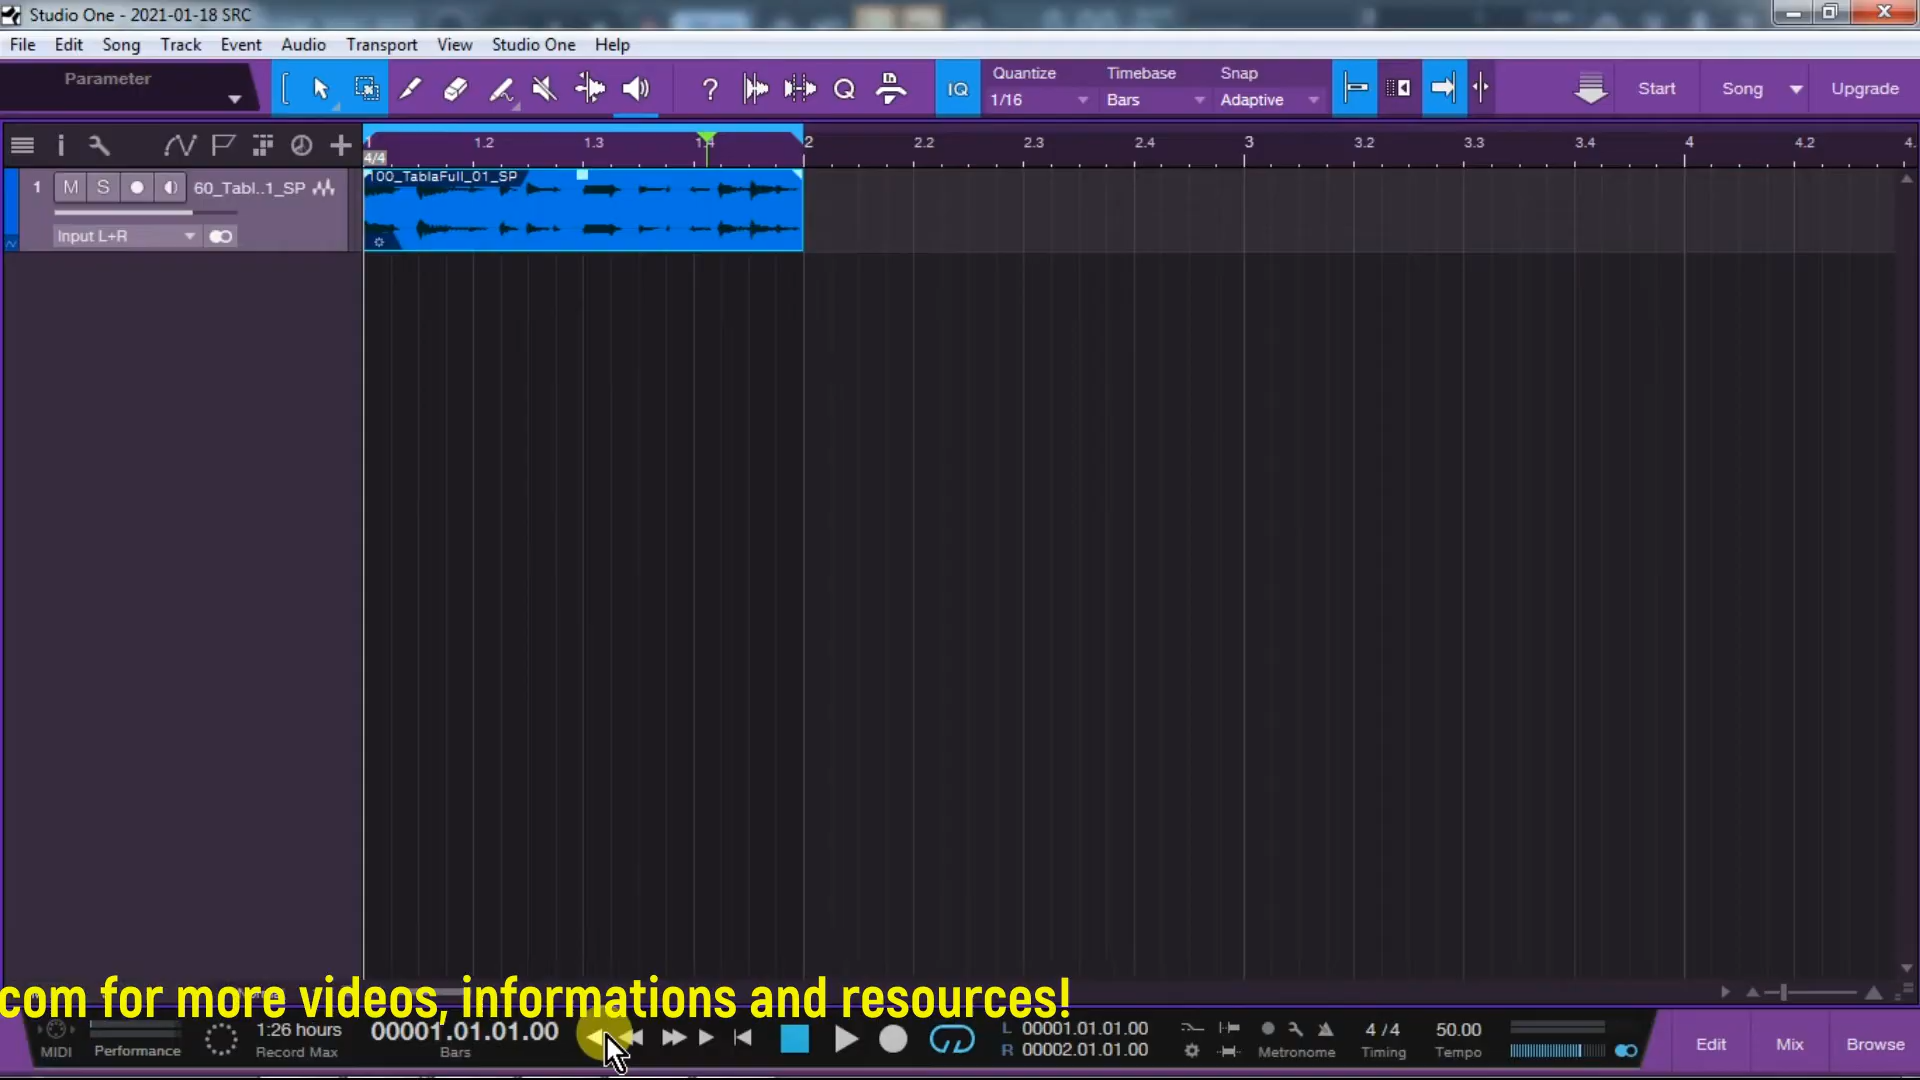 Studio One - 2021-01-18 SRC
File Edit Song Track Event Audio Transport View Studio One Help
Parameter
? Q IQ
Quantize Timebase Snap
1/16 Bars Adaptive
Start Song Upgrade
1 1.2 1.3 1.4 2 2.2 2.3 2.4 3 3.2 3.3 3.4 4 4.2 4.
4/4
1 M S 60_Tabl..1_SP
100_TablaFull_01_SP
Input L+R
com for more videos, informations and resources!
MIDI Performance
1:26 hours
Record Max
00001.01.01.00
Bars
L 00001.01.01.00
R 00002.01.01.00
Metronome
4 / 4
Timing
50.00
Tempo
Edit Mix Browse